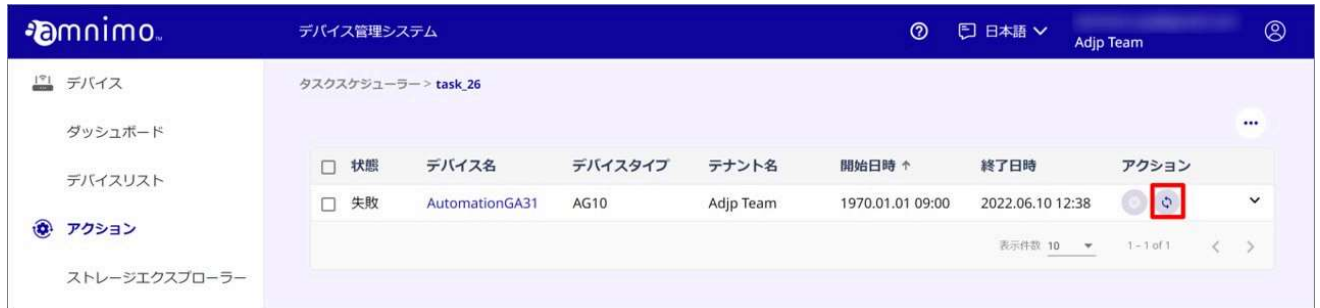 amnimo™
デバイス管理システム
日本語
Adjp Team
デバイス
ダッシュボード
デバイスリスト
アクション
ストレージエクスプローラー
タスクスケジューラー > task_26
状態 デバイス名 デバイスタイプ テナント名 開始日時 ↑ 終了日時 アクション
失敗 AutomationGA31 AG10 Adjp Team 1970.01.01 09:00 2022.06.10 12:38
表示件数 10 1 – 1 of 1